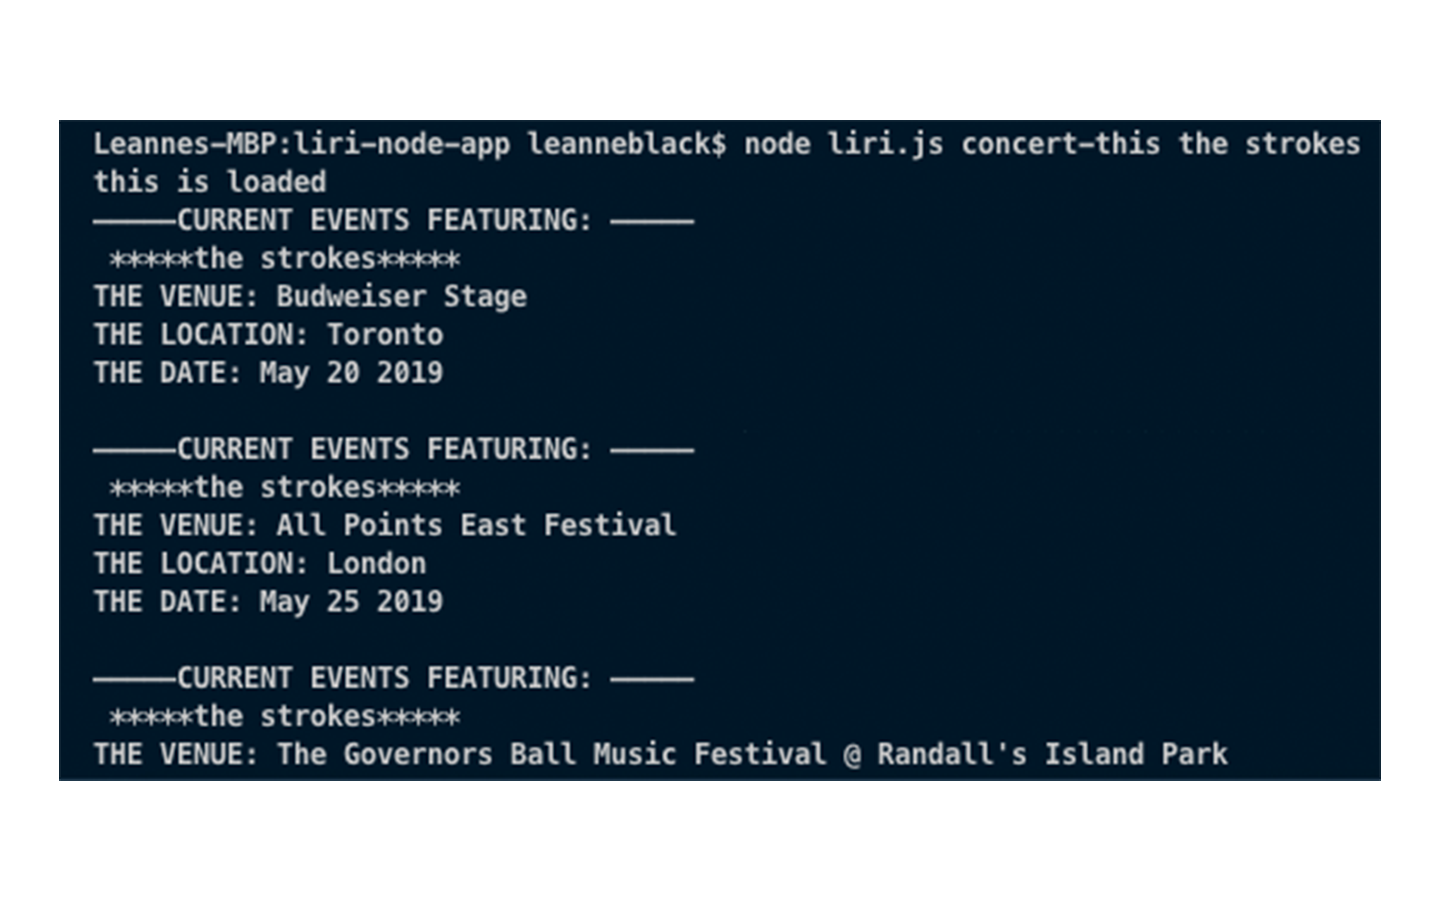 Leannes-MBP:liri-node-app leanneblack$ node liri.js concert-this the strokes
this is loaded
-----CURRENT EVENTS FEATURING: -----
*****the strokes*****
THE VENUE: Budweiser Stage
THE LOCATION: Toronto
THE DATE: May 20 2019
-----CURRENT EVENTS FEATURING: -----
*****the strokes*****
THE VENUE: All Points East Festival
THE LOCATION: London
THE DATE: May 25 2019
-----CURRENT EVENTS FEATURING: -----
*****the strokes*****
THE VENUE: The Governors Ball Music Festival @ Randall's Island Park